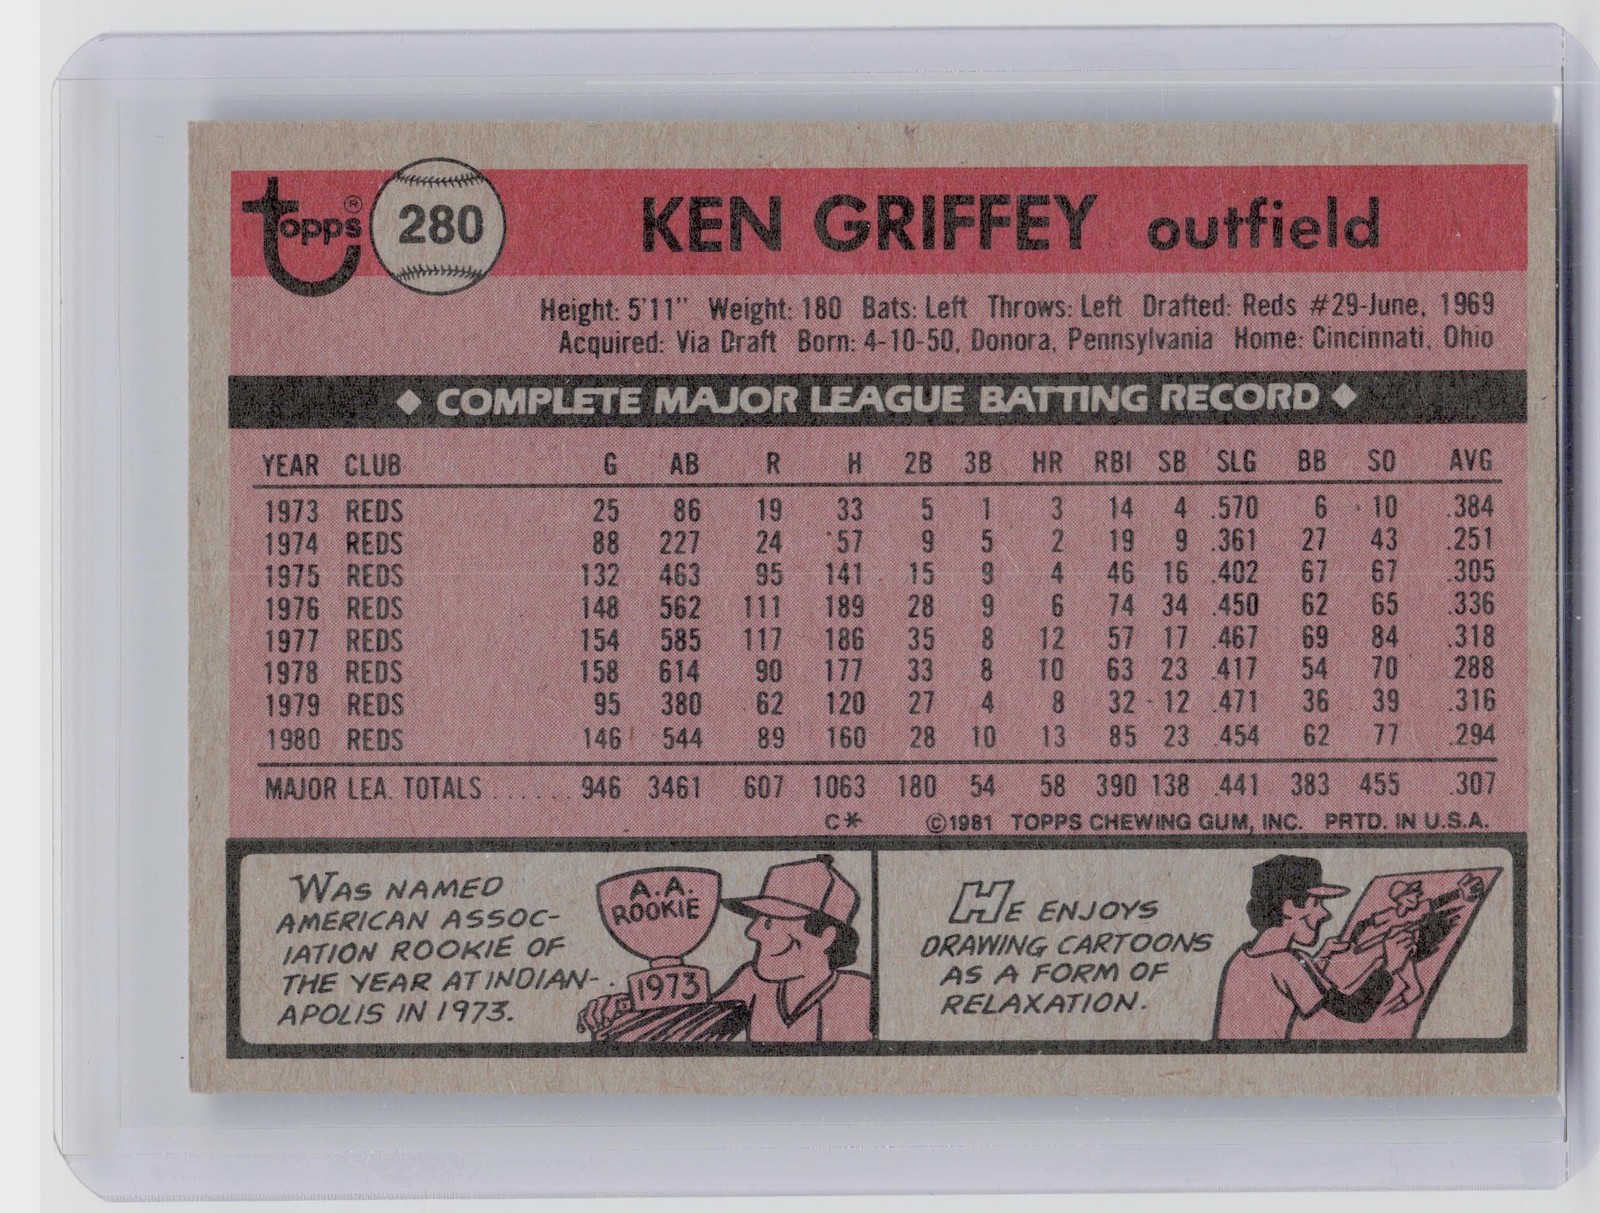 topps® 280 KEN GRIFFEY outfield
Height: 5'11" Weight: 180 Bats: Left Throws: Left Drafted: Reds #29-June, 1969
Acquired: Via Draft Born: 4-10-50, Donora, Pennsylvania Home: Cincinnati, Ohio
◆ COMPLETE MAJOR LEAGUE BATTING RECORD ◆
YEAR CLUB G AB R H 2B 3B HR RBI SB SLG BB SO AVG
1973 REDS 25 86 19 33 5 1 3 14 4 .570 6 10 .384
1974 REDS 88 227 24 57 9 5 2 19 9 .361 27 43 .251
1975 REDS 132 463 95 141 15 9 4 46 16 .402 67 67 .305
1976 REDS 148 562 111 189 28 9 6 74 34 .450 62 65 .336
1977 REDS 154 585 117 186 35 8 12 57 17 .467 69 84 .318
1978 REDS 158 614 90 177 33 8 10 63 23 .417 54 70 .288
1979 REDS 95 380 62 120 27 4 8 32 12 .471 36 39 .316
1980 REDS 146 544 89 160 28 10 13 85 23 .454 62 77 .294
MAJOR LEA. TOTALS ...... 946 3461 607 1063 180 54 58 390 138 .441 383 455 .307
C* ©1981 TOPPS CHEWING GUM, INC. PRTD. IN U.S.A.
WAS NAMED
AMERICAN ASSOC-
IATION ROOKIE OF
THE YEAR AT INDIAN-
APOLIS IN 1973.
A.A.
ROOKIE
1973
HE ENJOYS
DRAWING CARTOONS
AS A FORM OF
RELAXATION.